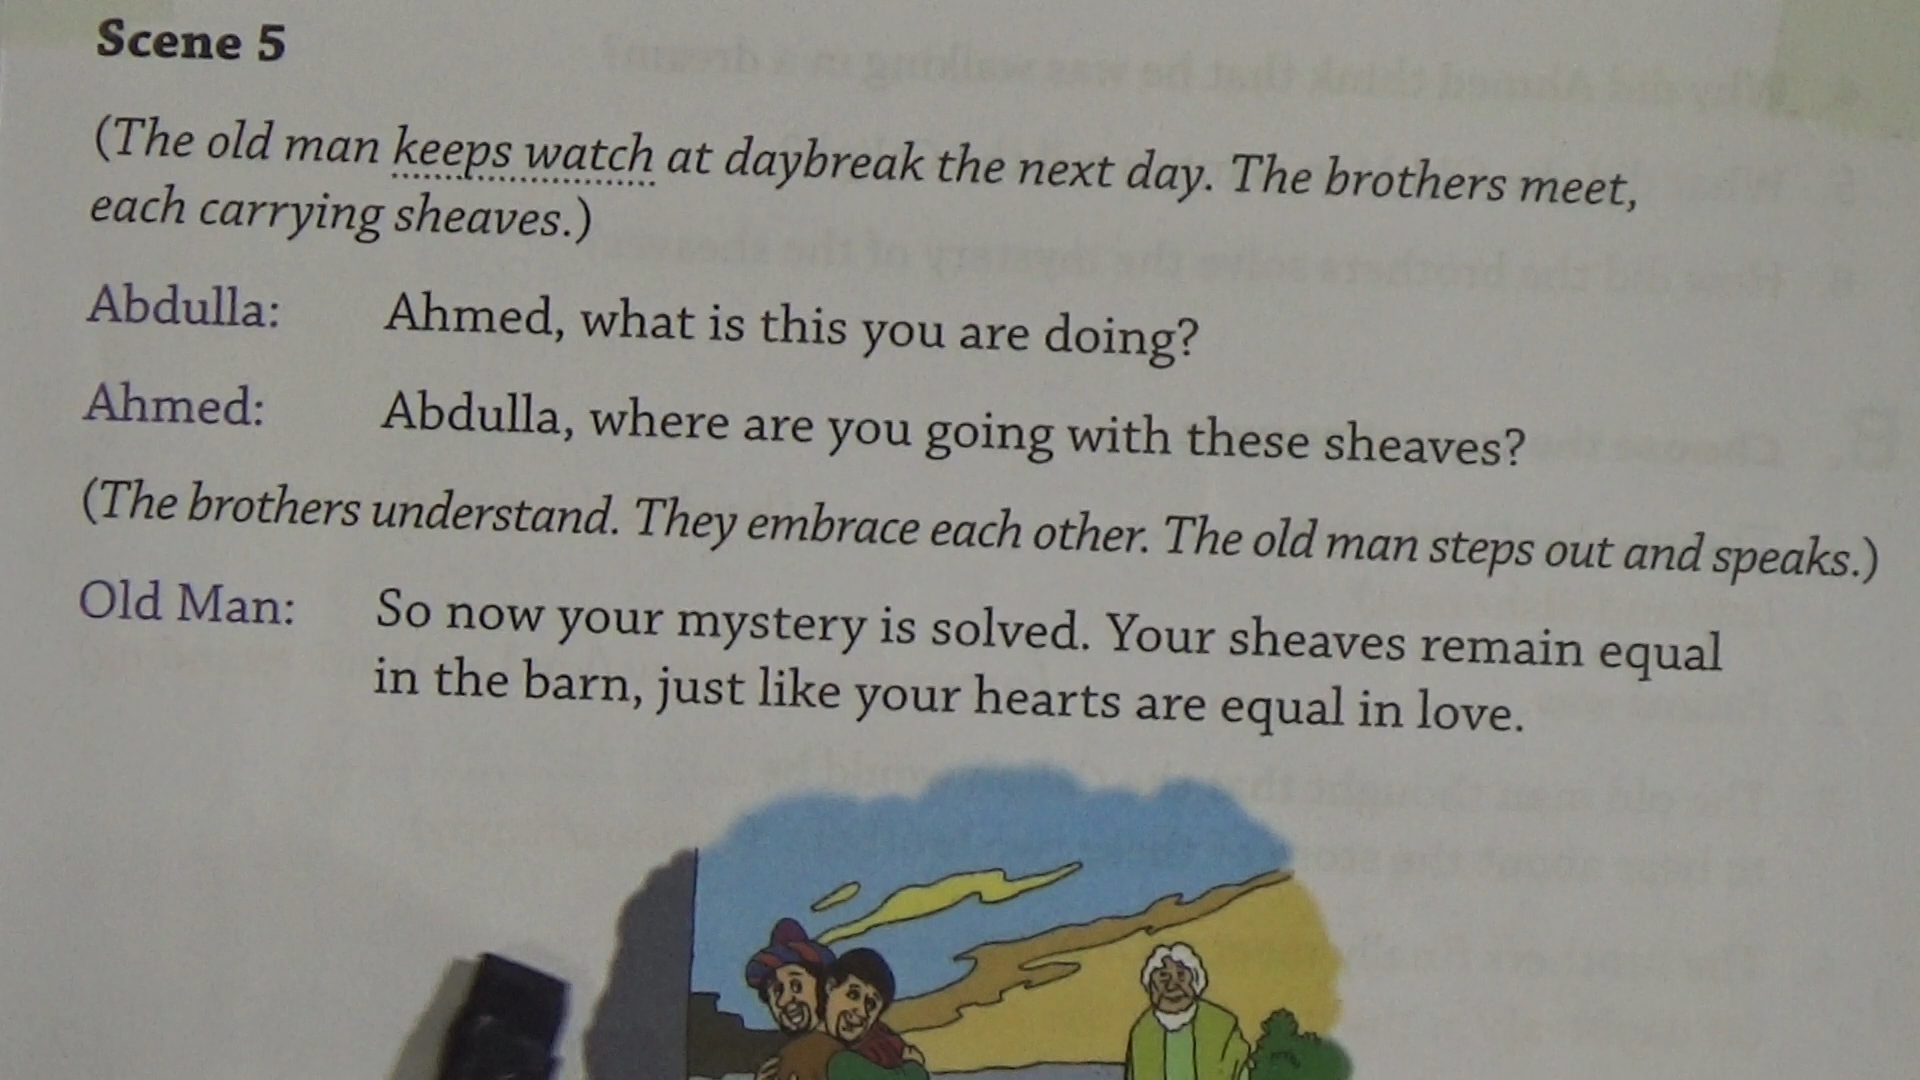 Scene 5
(The old man keeps watch at daybreak the next day. The brothers meet,
each carrying sheaves.)
Abdulla: Ahmed, what is this you are doing?
Ahmed: Abdulla, where are you going with these sheaves?
(The brothers understand. They embrace each other. The old man steps out and speaks.)
Old Man: So now your mystery is solved. Your sheaves remain equal
in the barn, just like your hearts are equal in love.